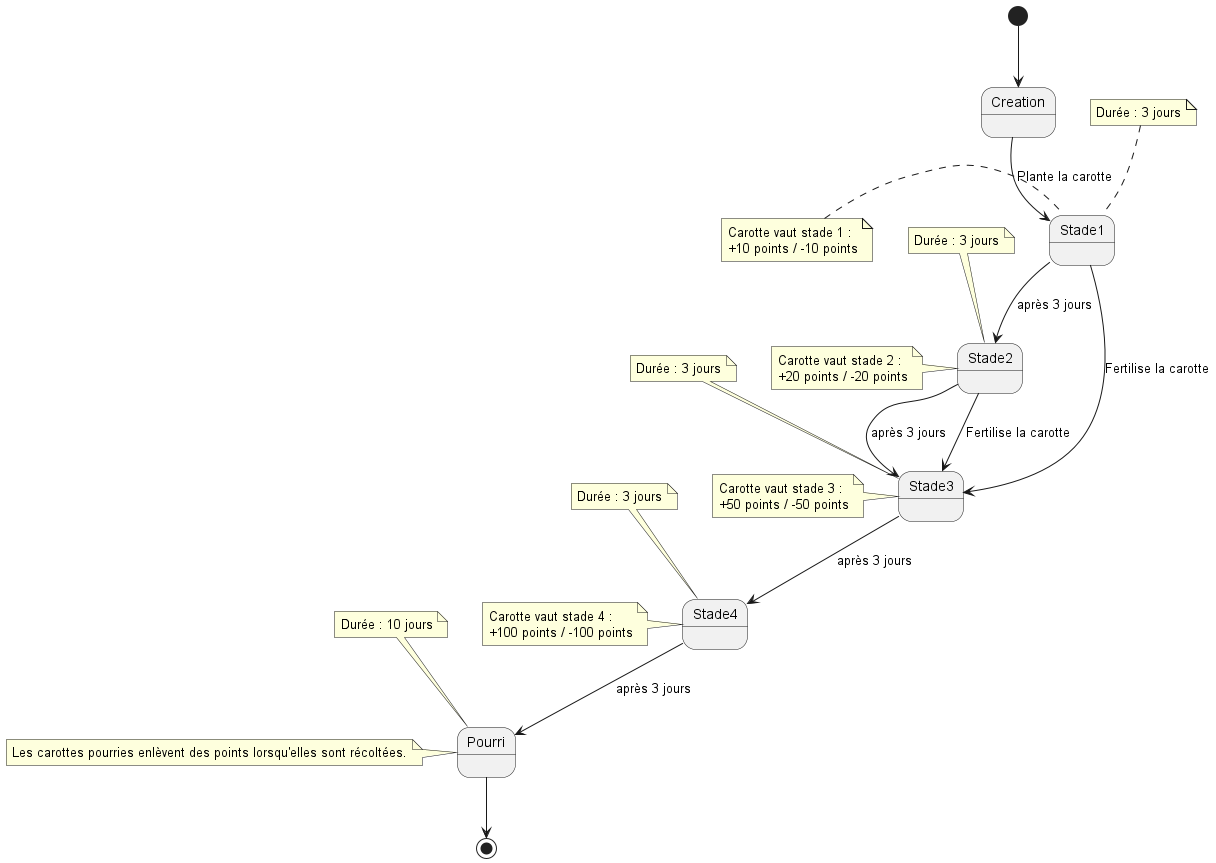 Creation
Durée : 3 jours
Plante la carotte
Carotte vaut stade 1 :
+10 points / -10 points
Stade1
Durée : 3 jours
après 3 jours
Stade2
Carotte vaut stade 2 :
+20 points / -20 points
Durée : 3 jours
Fertilise la carotte
après 3 jours
Fertilise la carotte
Stade3
Carotte vaut stade 3 :
+50 points / -50 points
Durée : 3 jours
après 3 jours
Stade4
Carotte vaut stade 4 :
+100 points / -100 points
Durée : 10 jours
après 3 jours
Pourri
Les carottes pourries enlèvent des points lorsqu'elles sont récoltées.